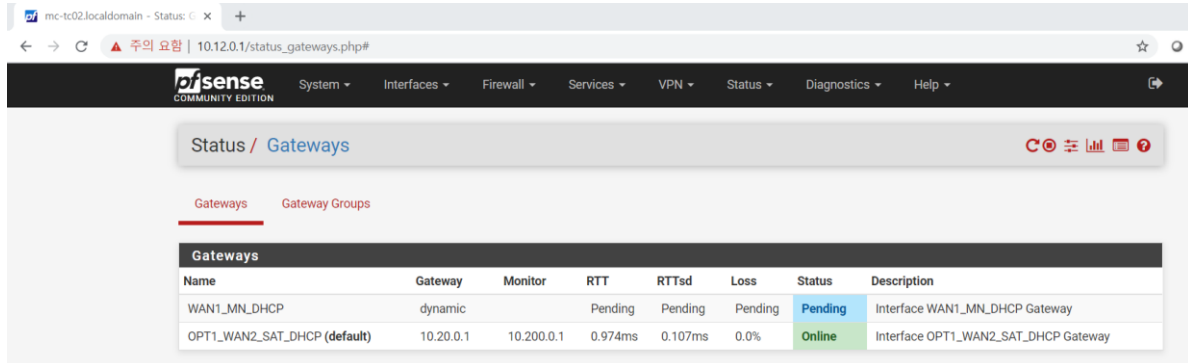 mc-tc02.localdomain - Status: G
주의 요함 | 10.12.0.1/status_gateways.php#
pfsense COMMUNITY EDITION System Interfaces Firewall Services VPN Status Diagnostics Help
Status / Gateways
Gateways Gateway Groups
Gateways
Name Gateway Monitor RTT RTTsd Loss Status Description
WAN1_MN_DHCP dynamic Pending Pending Pending Pending Interface WAN1_MN_DHCP Gateway
OPT1_WAN2_SAT_DHCP (default) 10.20.0.1 10.200.0.1 0.974ms 0.107ms 0.0% Online Interface OPT1_WAN2_SAT_DHCP Gateway